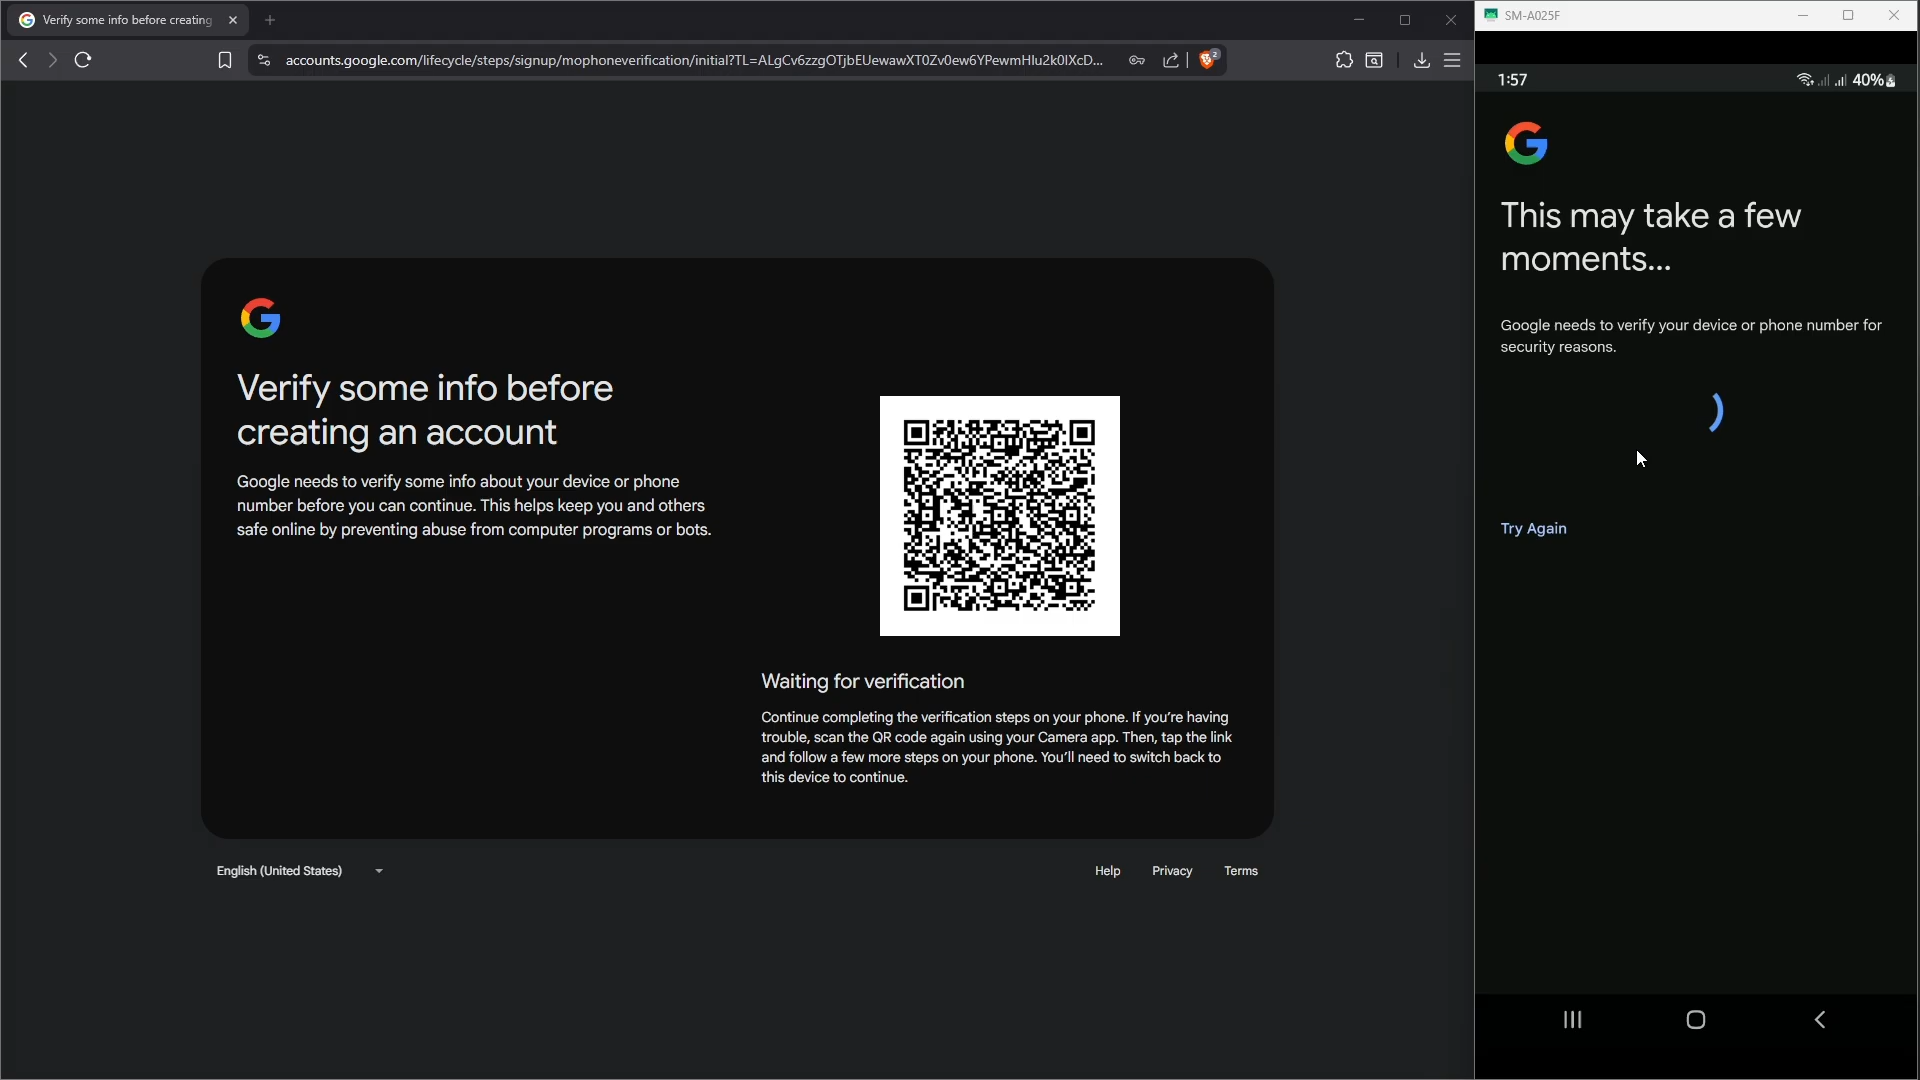 Verify some info before creating
accounts.google.com/lifecycle/steps/signup/mophoneverification/initial?TL=ALgCv6zzgOTjbEUewawXT0Zv0ew6YPewmHlu2k0lXcD...
2
Verify some info before
creating an account
Google needs to verify some info about your device or phone
number before you can continue. This helps keep you and others
safe online by preventing abuse from computer programs or bots.
Waiting for verification
Continue completing the verification steps on your phone. If you're having
trouble, scan the QR code again using your Camera app. Then, tap the link
and follow a few more steps on your phone. You'll need to switch back to
this device to continue.
English (United States)
Help Privacy Terms
SM-A025F
1:57 40%
This may take a few
moments...
Google needs to verify your device or phone number for
security reasons.
Try Again